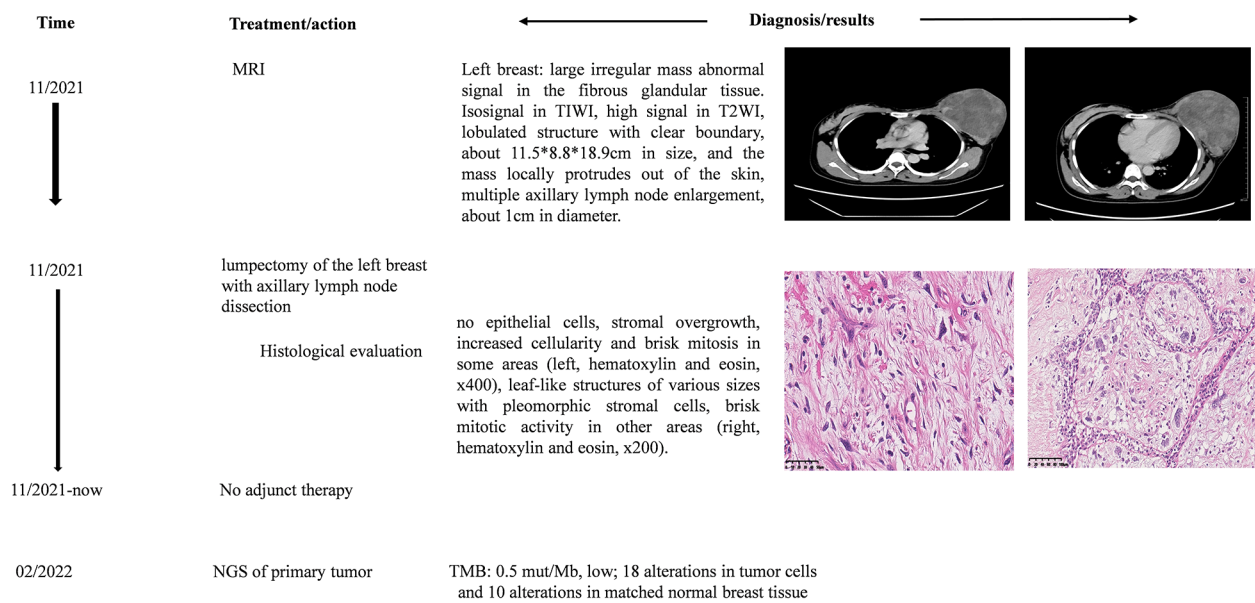 Time
Treatment/action
Diagnosis/results
11/2021
MRI
Left breast: large irregular mass abnormal
signal in the fibrous glandular tissue.
Isosignal in TIWI, high signal in T2WI,
lobulated structure with clear boundary,
about 11.5*8.8*18.9cm in size, and the
mass locally protrudes out of the skin,
multiple axillary lymph node enlargement,
about 1cm in diameter.
11/2021
lumpectomy of the left breast
with axillary lymph node
dissection
Histological evaluation
no epithelial cells, stromal overgrowth,
increased cellularity and brisk mitosis in
some areas (left, hematoxylin and eosin,
x400), leaf-like structures of various sizes
with pleomorphic stromal cells, brisk
mitotic activity in other areas (right,
hematoxylin and eosin, x200).
11/2021-now
No adjunct therapy
02/2022
NGS of primary tumor
TMB: 0.5 mut/Mb, low; 18 alterations in tumor cells
and 10 alterations in matched normal breast tissue